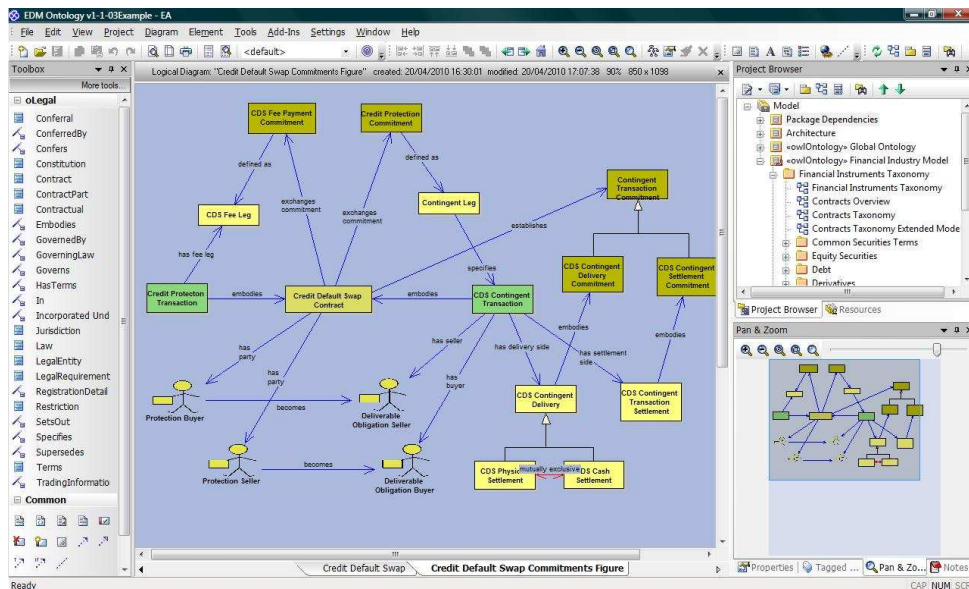 EDM Ontology v1-1-03Example - EA
File Edit View Project Diagram Element Tools Add-Ins Settings Window Help
<default>
Toolbox
More tools...
oLegal
Conferral
ConferredBy
Confers
Constitution
Contract
ContractPart
Contractual
Embodies
GovernedBy
GoverningLaw
Governs
HasTerms
In
Incorporated Und
Jurisdiction
Law
LegalEntity
LegalRequirement
RegistrationDetail
Restriction
SetsOut
Specifies
Supersedes
Terms
TradingInformatio
Common
Logical Diagram: "Credit Default Swap Commitments Figure" created: 20/04/2010 16:30:01 modified: 20/04/2010 17:07:38 90% 850 x 1098
CDS Fee Payment
Commitment
Credit Protection
Commitment
defined as
defined as
Contingent
Transaction
Commitment
CDS Fee Leg
exchanges
commitment
exchanges
commitment
Contingent Leg
establishes
has fee leg
specifies
CDS Contingent
Delivery
Commitment
CDS Contingent
Settlement
Commitment
Credit Protecton
Transaction
embodies
Credit Default Swap
Contract
embodies
CDS Contingent
Transaction
embodies
embodies
has
party
has
party
has seller
has
buyer
has delivery side
has settlement
side
Protection Buyer
becomes
Deliverable
Obligation Seller
CDS Contingent
Delivery
CDS Contingent
Transaction
Settlement
Protection Seller
becomes
Deliverable
Obligation Buyer
CDS Physic
Settlement
mutually exclusive
CDS Cash
Settlement
Credit Default Swap
Credit Default Swap Commitments Figure
Project Browser
Model
Package Dependencies
Architecture
«owlOntology» Global Ontology
«owlOntology» Financial Industry Model
Financial Instruments Taxonomy
Financial Instruments Taxonomy
Contracts Overview
Contracts Taxonomy
Contracts Taxonomy Extended Mode
Common Securities Terms
Equity Securities
Debt
Derivatives
Project Browser
Resources
Pan & Zoom
Properties
Tagged ...
Pan & Zo...
Notes
Ready
CAP NUM SCR